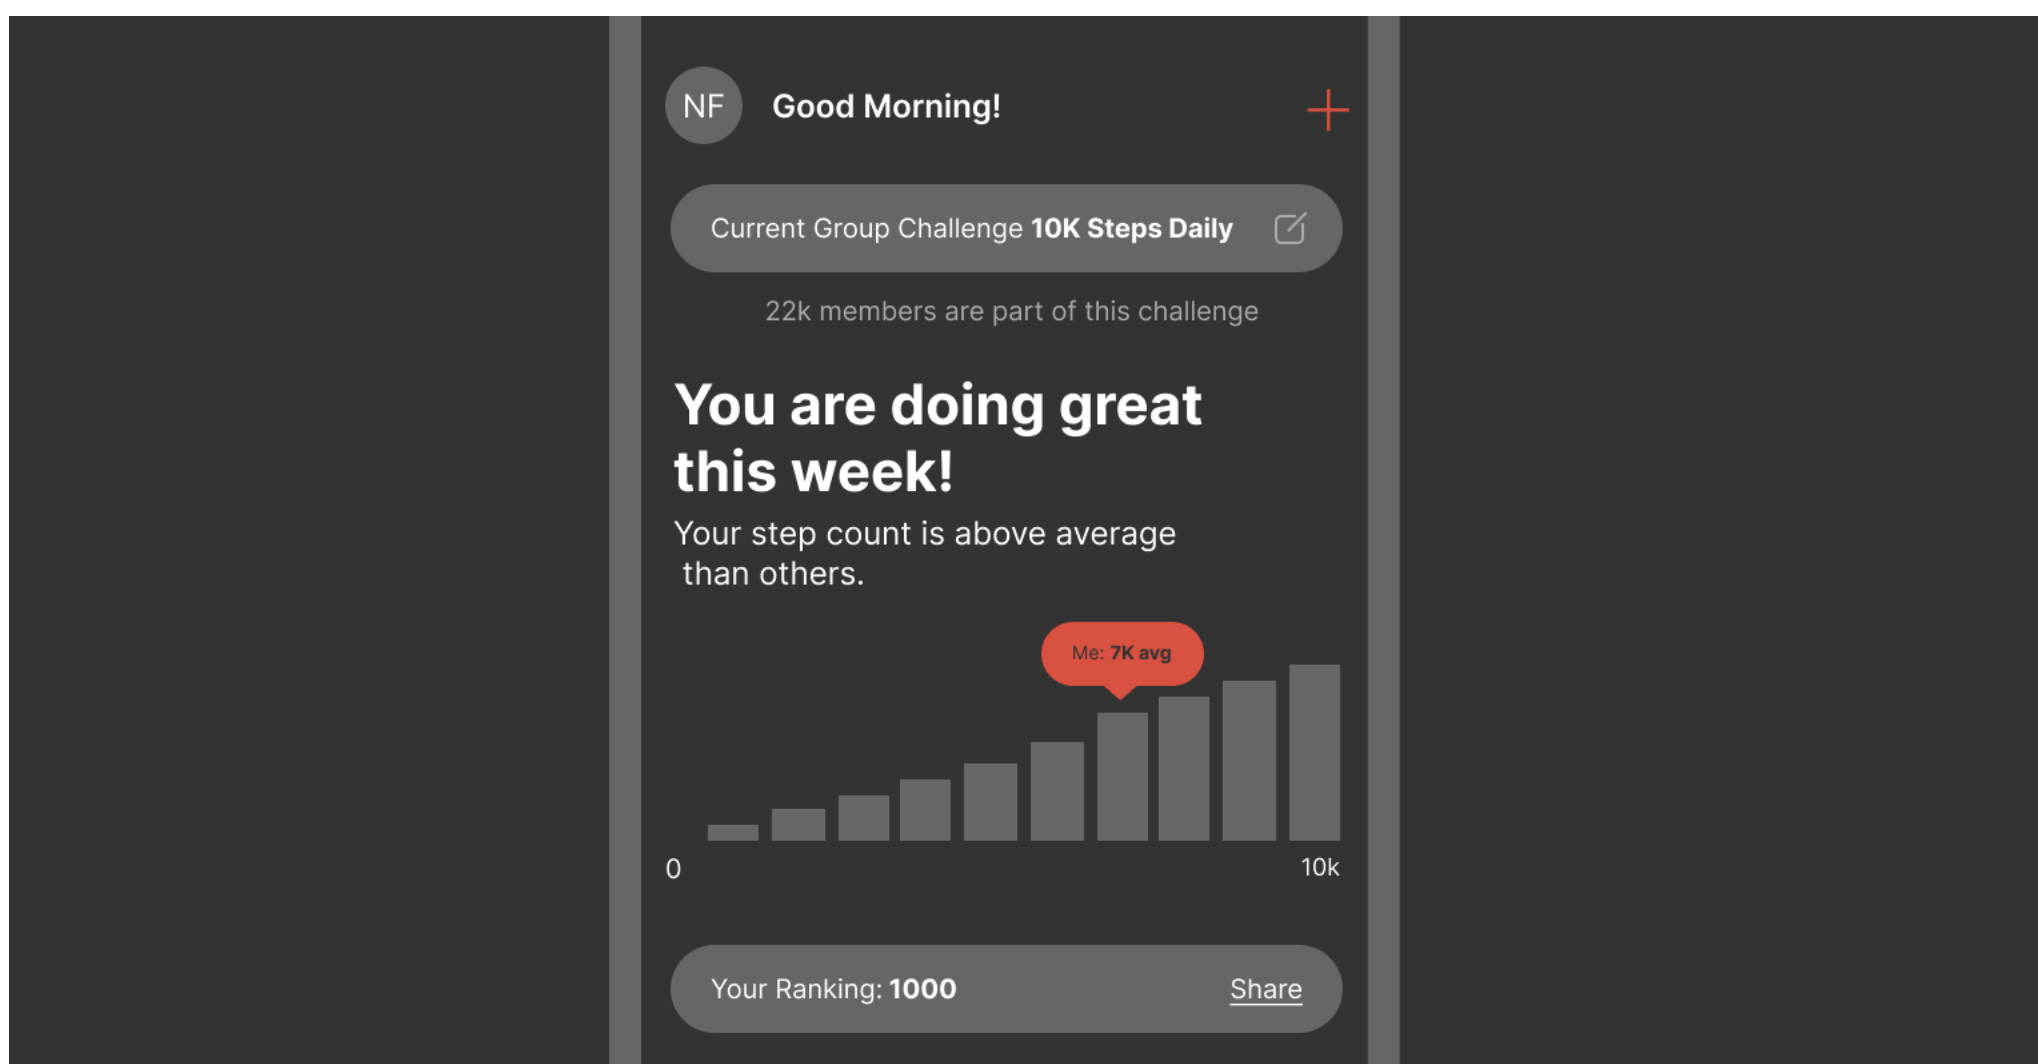 NF
Good Morning!
Current Group Challenge 10K Steps Daily
22k members are part of this challenge
You are doing great
this week!
Your step count is above average
than others.
Me: 7K avg
0
10k
Your Ranking: 1000
Share